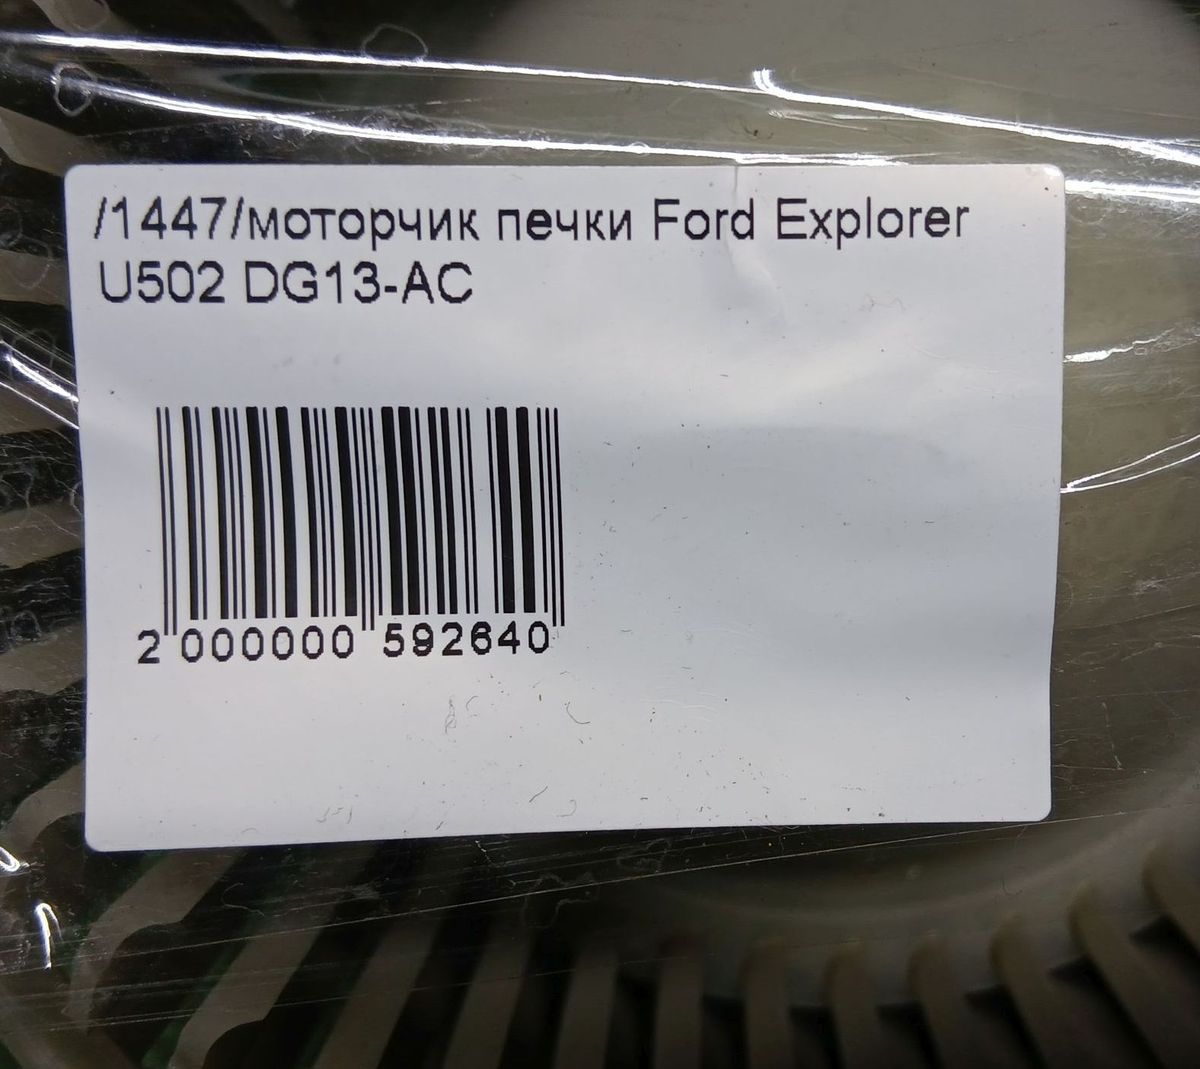 /1447/моторчик печки Ford Explorer
U502 DG13-AC
2 000000 592640